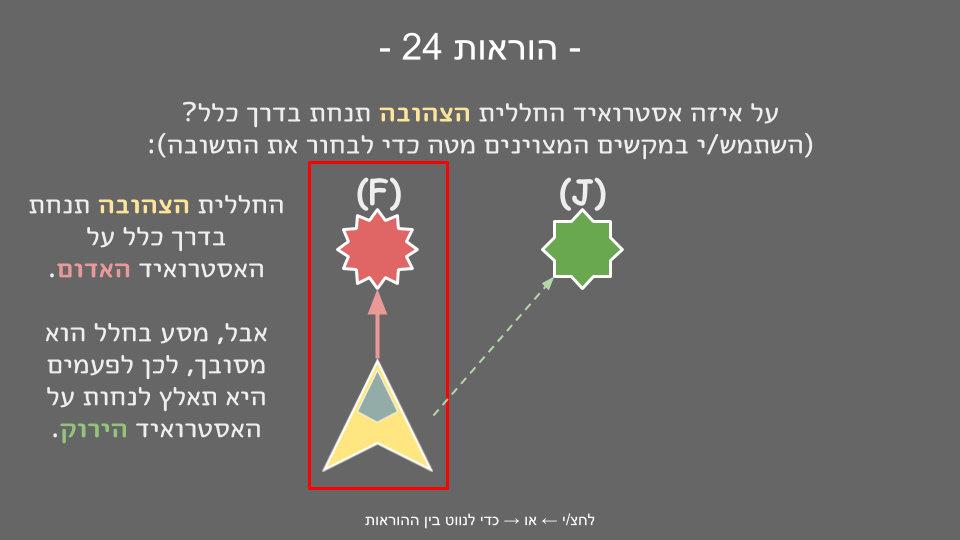 - הוראות 24 -
על איזה אסטרואיד החללית הצהובה תנחת בדרך כלל?
(השתמש/י במקשים המצוינים מטה כדי לבחור את התשובה):
(F)
(J)
החללית הצהובה תנחת
בדרך כלל על
האסטרואיד האדום.
אבל, מסע בחלל הוא
מסובך, לכן לפעמים
היא תאלץ לנחות על
האסטרואיד הירוק.
לחצ/י ← או → כדי לנווט בין ההוראות